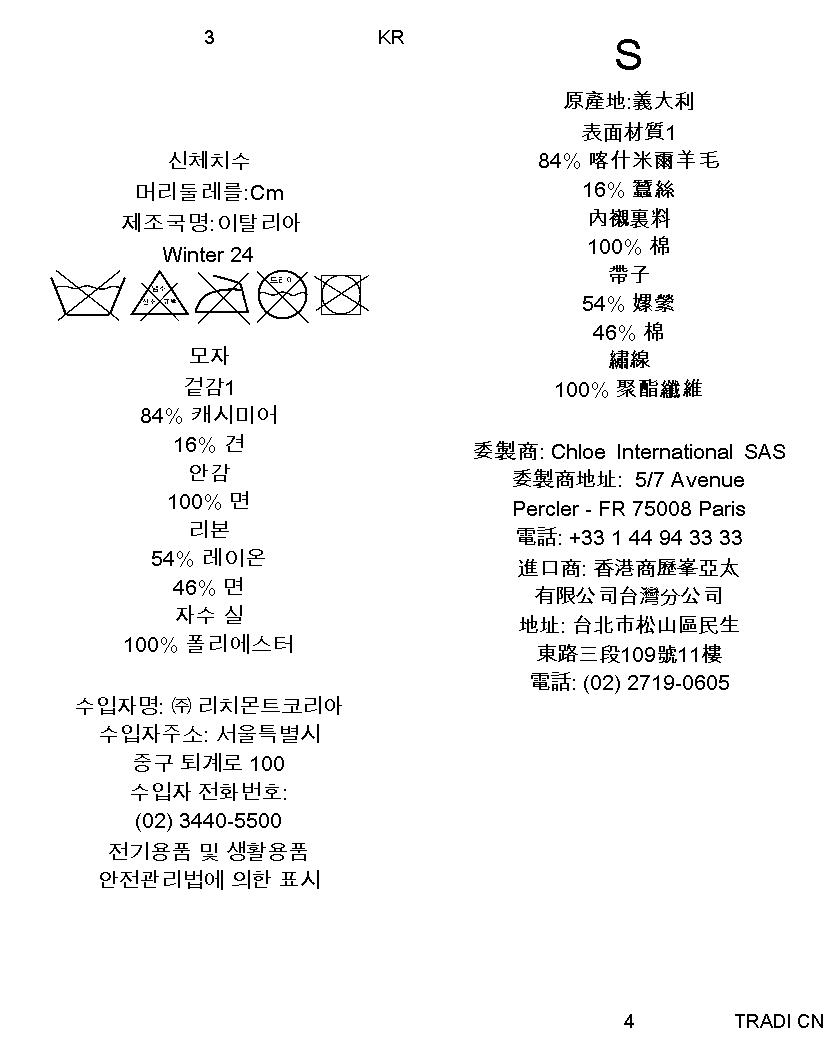 3
KR
신체치수
머리둘레를:Cm
제조국명:이탈리아
Winter 24
염소
산소 표백
드라이
모자
겉감1
84% 캐시미어
16% 견
안감
100% 면
리본
54% 레이온
46% 면
자수 실
100% 폴리에스터
수입자명: ㈜ 리치몬트코리아
수입자주소: 서울특별시
중구 퇴계로 100
수입자 전화번호:
(02) 3440-5500
전기용품 및 생활용품
안전관리법에 의한 표시
S
原產地:義大利
表面材質1
84% 喀什米爾羊毛
16% 蠶絲
內襯裏料
100% 棉
帶子
54% 嫘縈
46% 棉
繡線
100% 聚酯纖維
委製商: Chloe International SAS
委製商地址: 5/7 Avenue
Percier - FR 75008 Paris
電話: +33 1 44 94 33 33
進口商: 香港商歷峯亞太
有限公司台灣分公司
地址: 台北市松山區民生
東路三段109號11樓
電話: (02) 2719-0605
4
TRADI CN